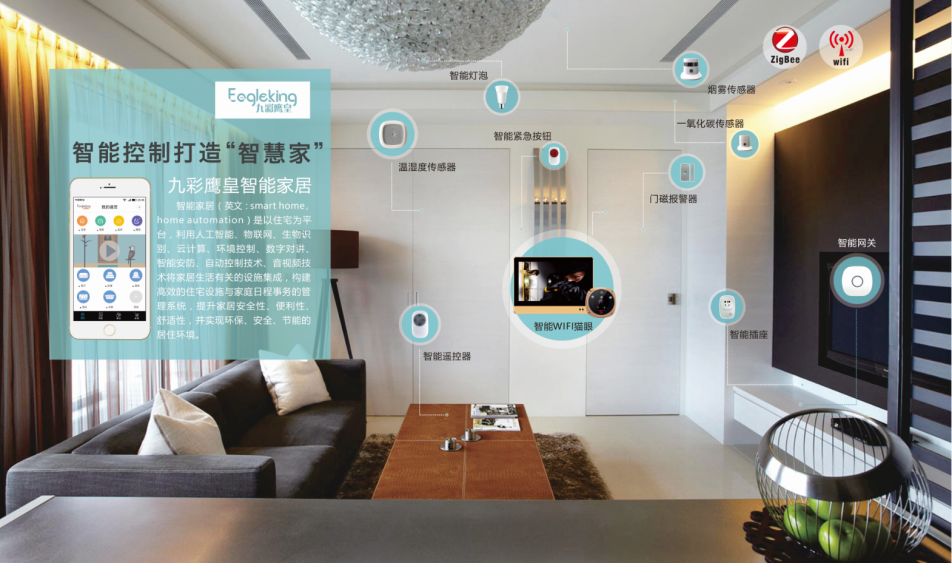 Eagleking
九彩鹰皇
智能控制打造“智慧家”
九彩鹰皇智能家居
智能家居（英文：smart home,
home automation）是以住宅为平
台，利用人工智能、物联网、生物识
别、云计算、环境控制、数字对讲、
智能安防、自动控制技术、音视频技
术将家居生活有关的设施集成，构建
高效的住宅设施与家庭日程事务的管
理系统，提升家居安全性、便利性、
舒适性，并实现环保、安全、节能的
居住环境。
智能灯泡
ZigBee
wifi
烟雾传感器
一氧化碳传感器
智能紧急按钮
温湿度传感器
门磁报警器
智能网关
智能WIFI猫眼
智能插座
智能遥控器